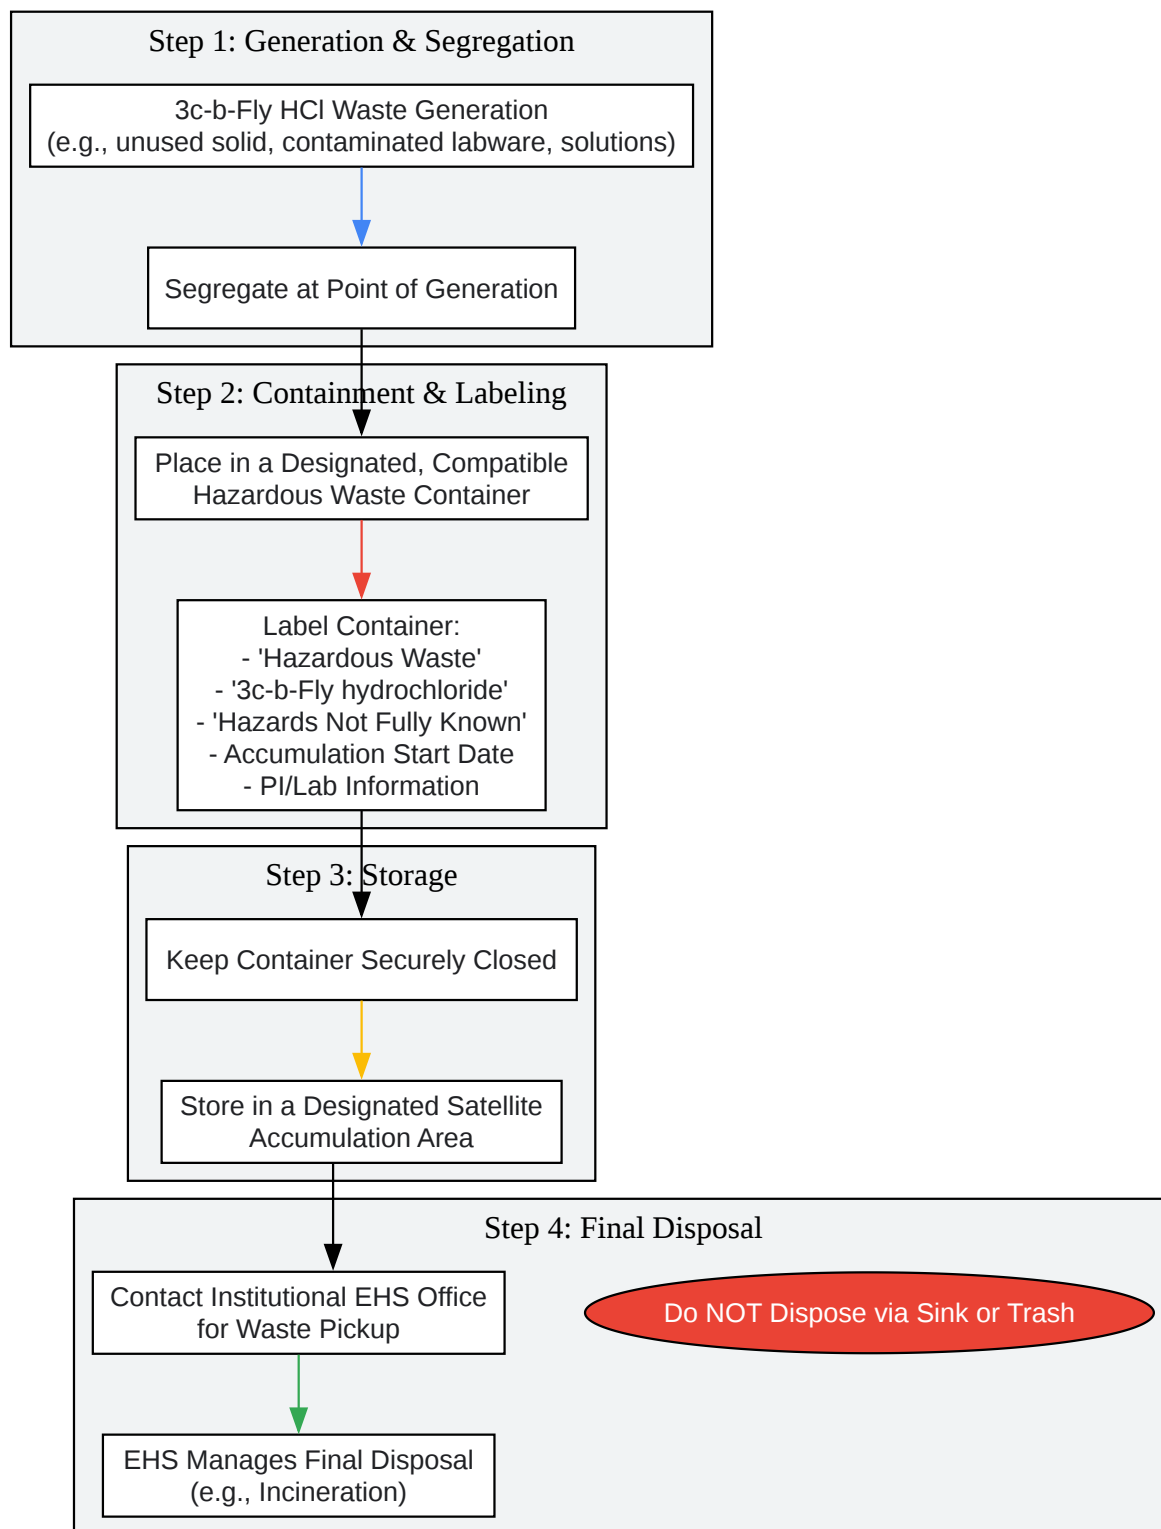 Step 1: Generation & Segregation
3c-b-Fly HCl Waste Generation
(e.g., unused solid, contaminated labware, solutions)
Segregate at Point of Generation
Step 2: Containment & Labeling
Place in a Designated, Compatible
Hazardous Waste Container
Label Container:
- 'Hazardous Waste'
- '3c-b-Fly hydrochloride'
- 'Hazards Not Fully Known'
- Accumulation Start Date
- PI/Lab Information
Step 3: Storage
Keep Container Securely Closed
Store in a Designated Satellite
Accumulation Area
Step 4: Final Disposal
Contact Institutional EHS Office
for Waste Pickup
Do NOT Dispose via Sink or Trash
EHS Manages Final Disposal
(e.g., Incineration)